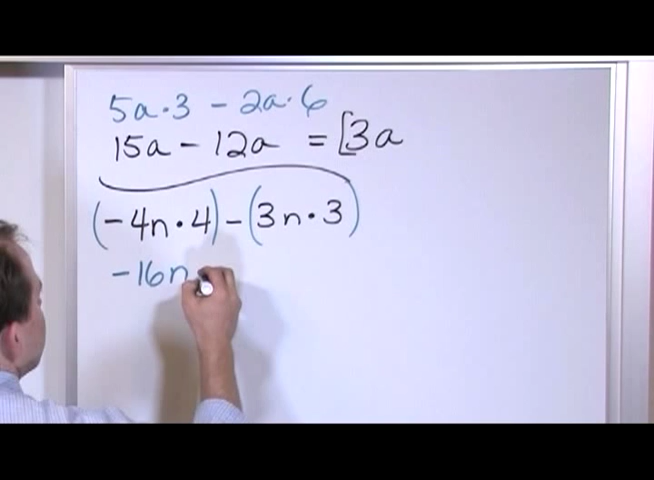 5a·3 - 2a·6
15a - 12a = [3a
(-4n·4) - (3n·3)
-16n